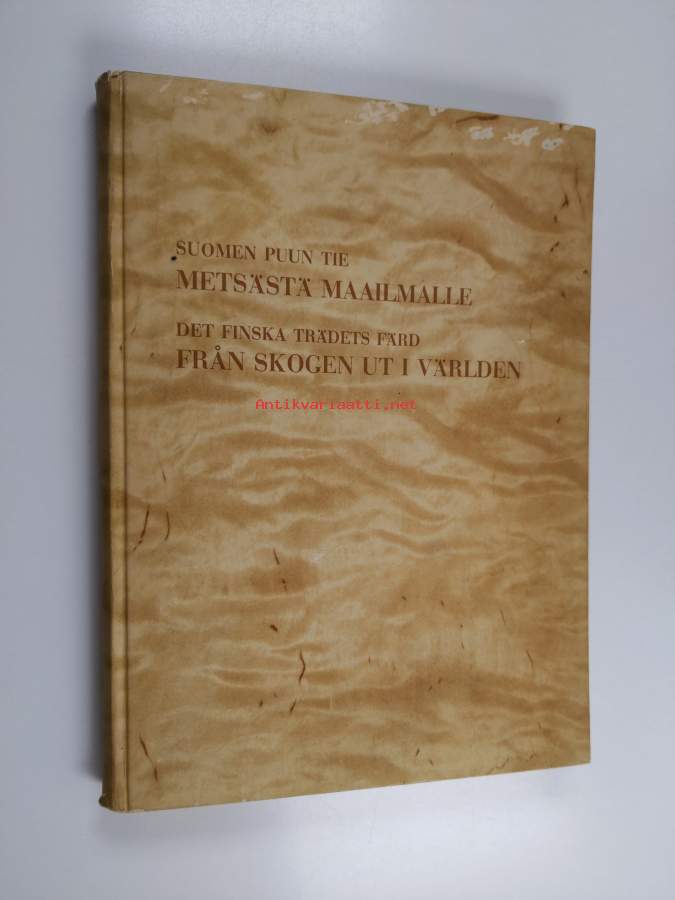 SUOMEN PUUN TIE
METSÄSTÄ MAAILMALLE
DET FINSKA TRÄDETS FÄRD
FRÅN SKOGEN UT I VÄRLDEN
Antikvariaatti.net